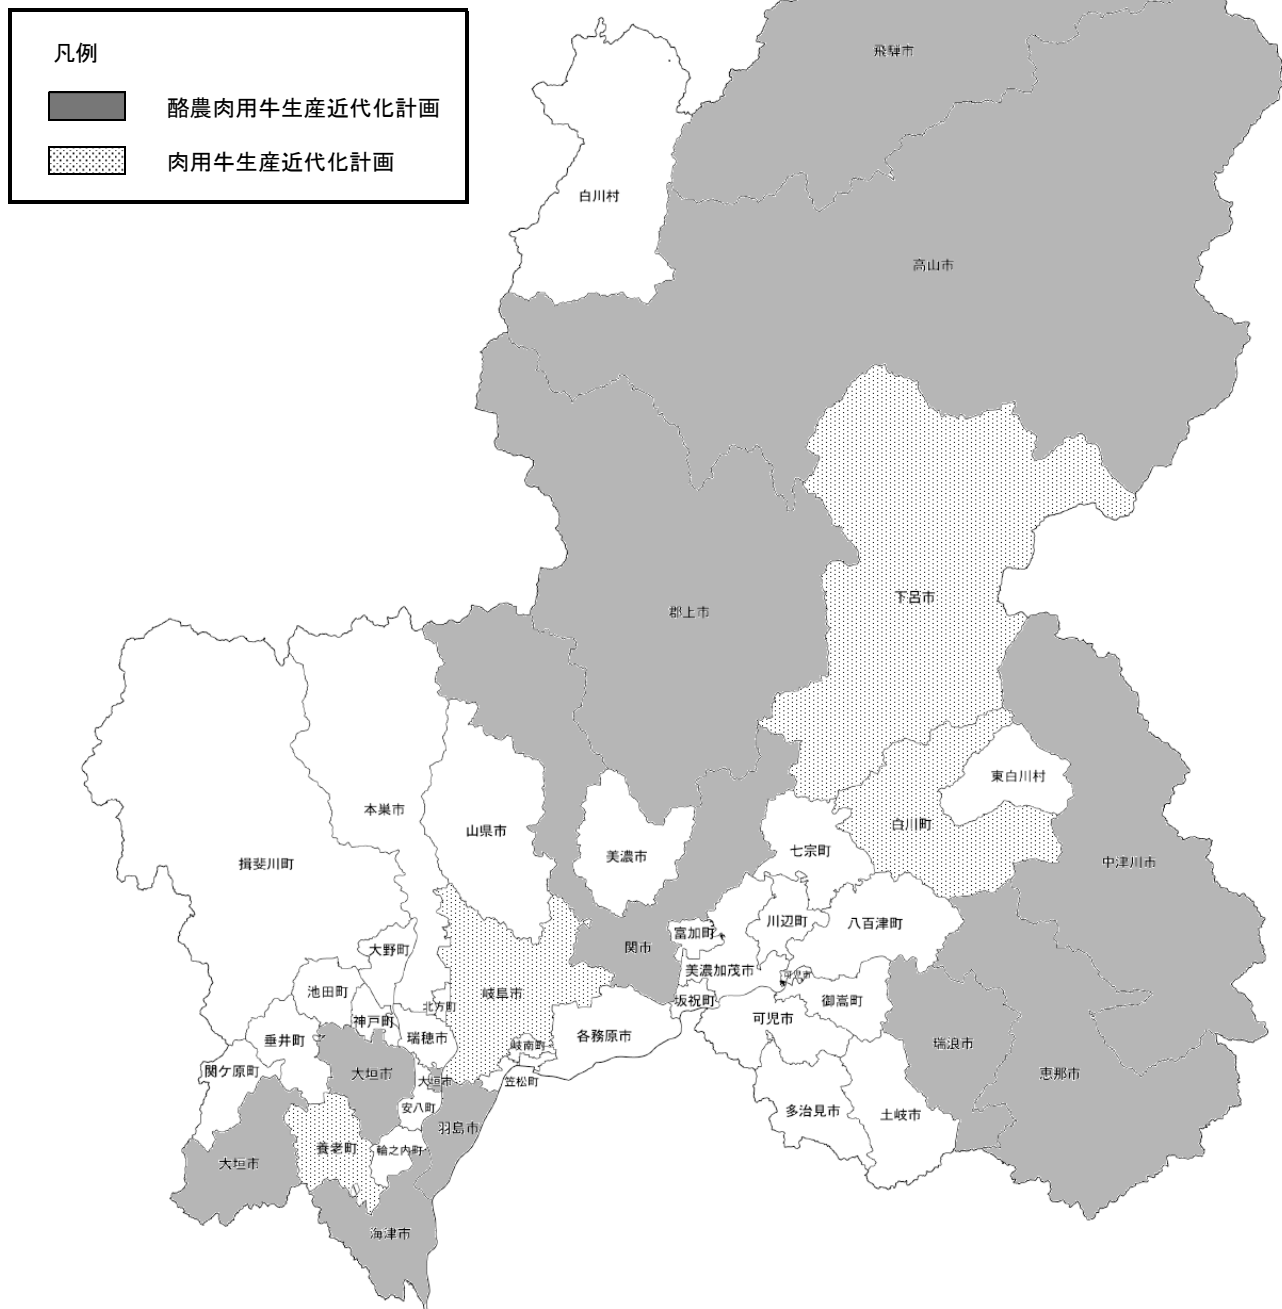 凡例
酪農肉用牛生産近代化計画
肉用牛生産近代化計画
飛騨市
白川村
高山市
郡上市
下呂市
東白川村
本巣市
山県市
白川町
七宗町
美濃市
揖斐川町
中津川市
川辺町
八百津町
富加町
関市
大野町
美濃加茂市
可児市
池田町
岐阜市
坂祝町
御嵩町
北方町
神戸町
可児市
瑞穂市
各務原市
垂井町
岐南町
瑞浪市
関ケ原町
大垣市
大垣市
笠松町
恵那市
安八町
多治見市
土岐市
羽島市
養老町
輪之内町
大垣市
海津市